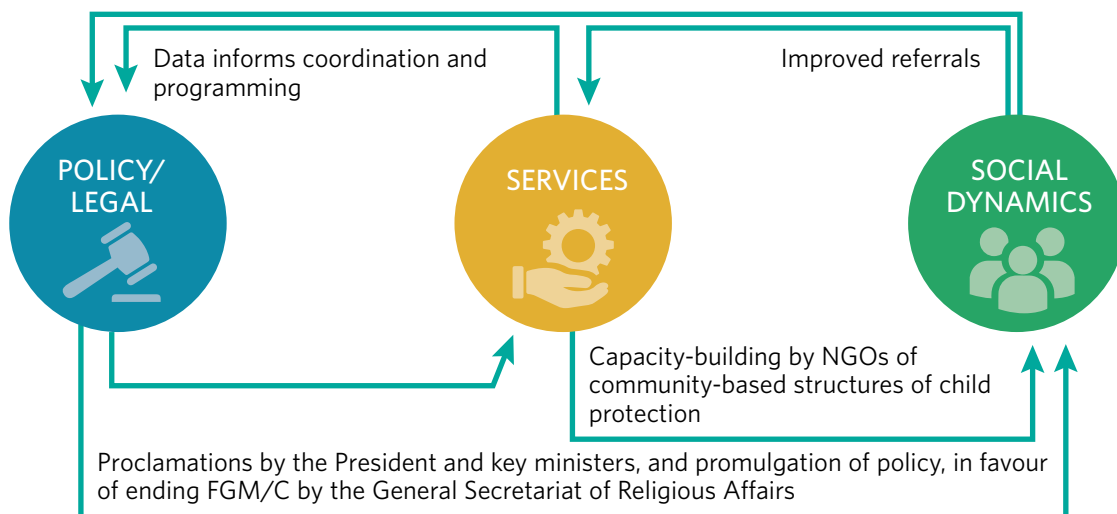 Data informs coordination and
programming
Improved referrals
POLICY/
LEGAL
SERVICES
SOCIAL
DYNAMICS
Capacity-building by NGOs of
community-based structures of child
protection
Proclamations by the President and key ministers, and promulgation of policy, in favour
of ending FGM/C by the General Secretariat of Religious Affairs